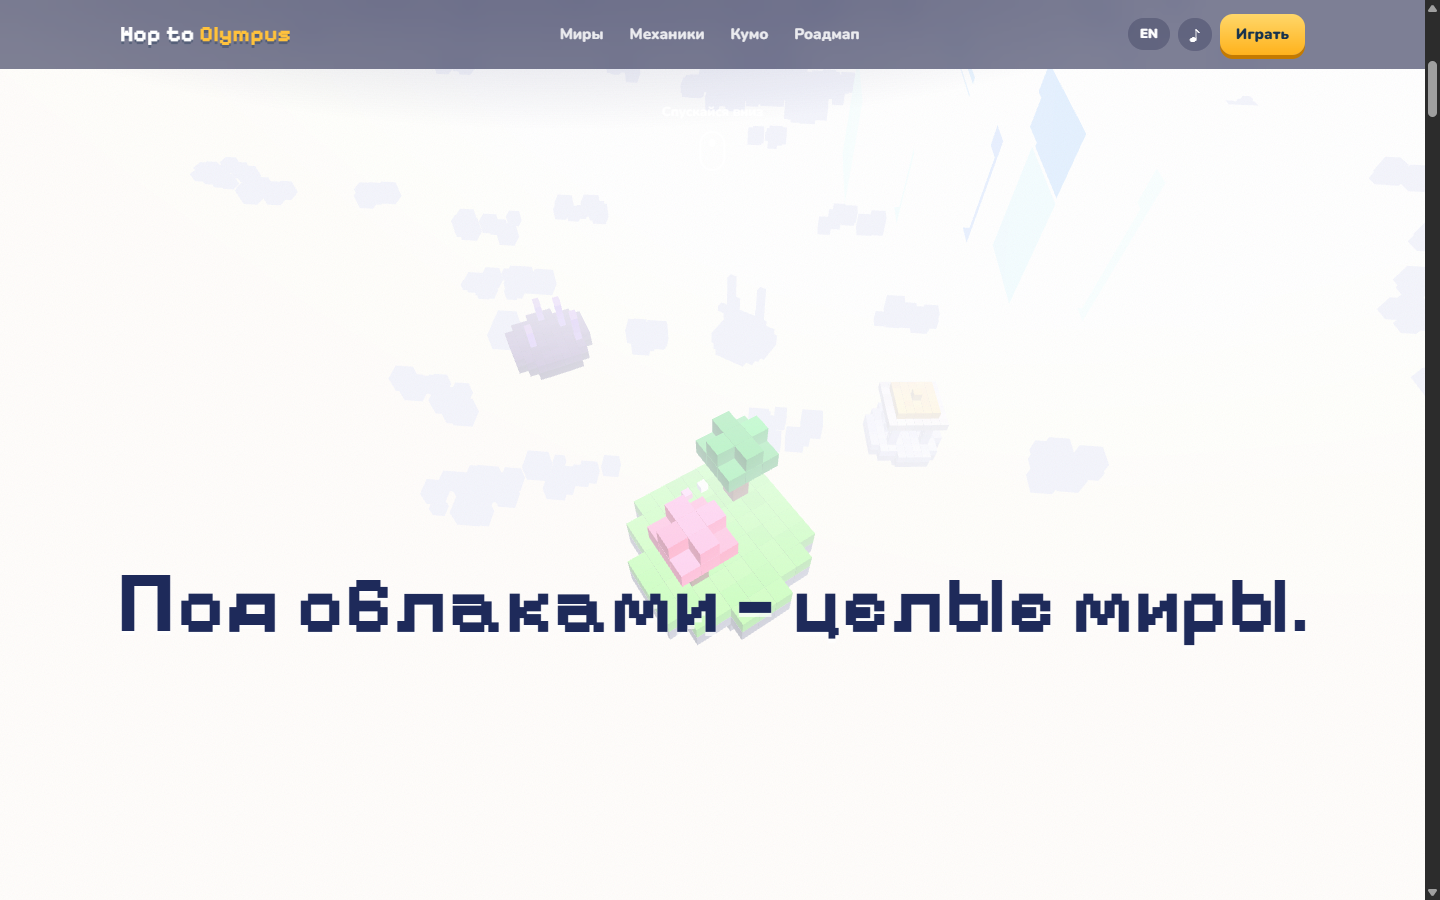 Hop to Olympus
Миры
Механики
Кумо
Роадмап
EN
Играть
Под облаками – целые миры.